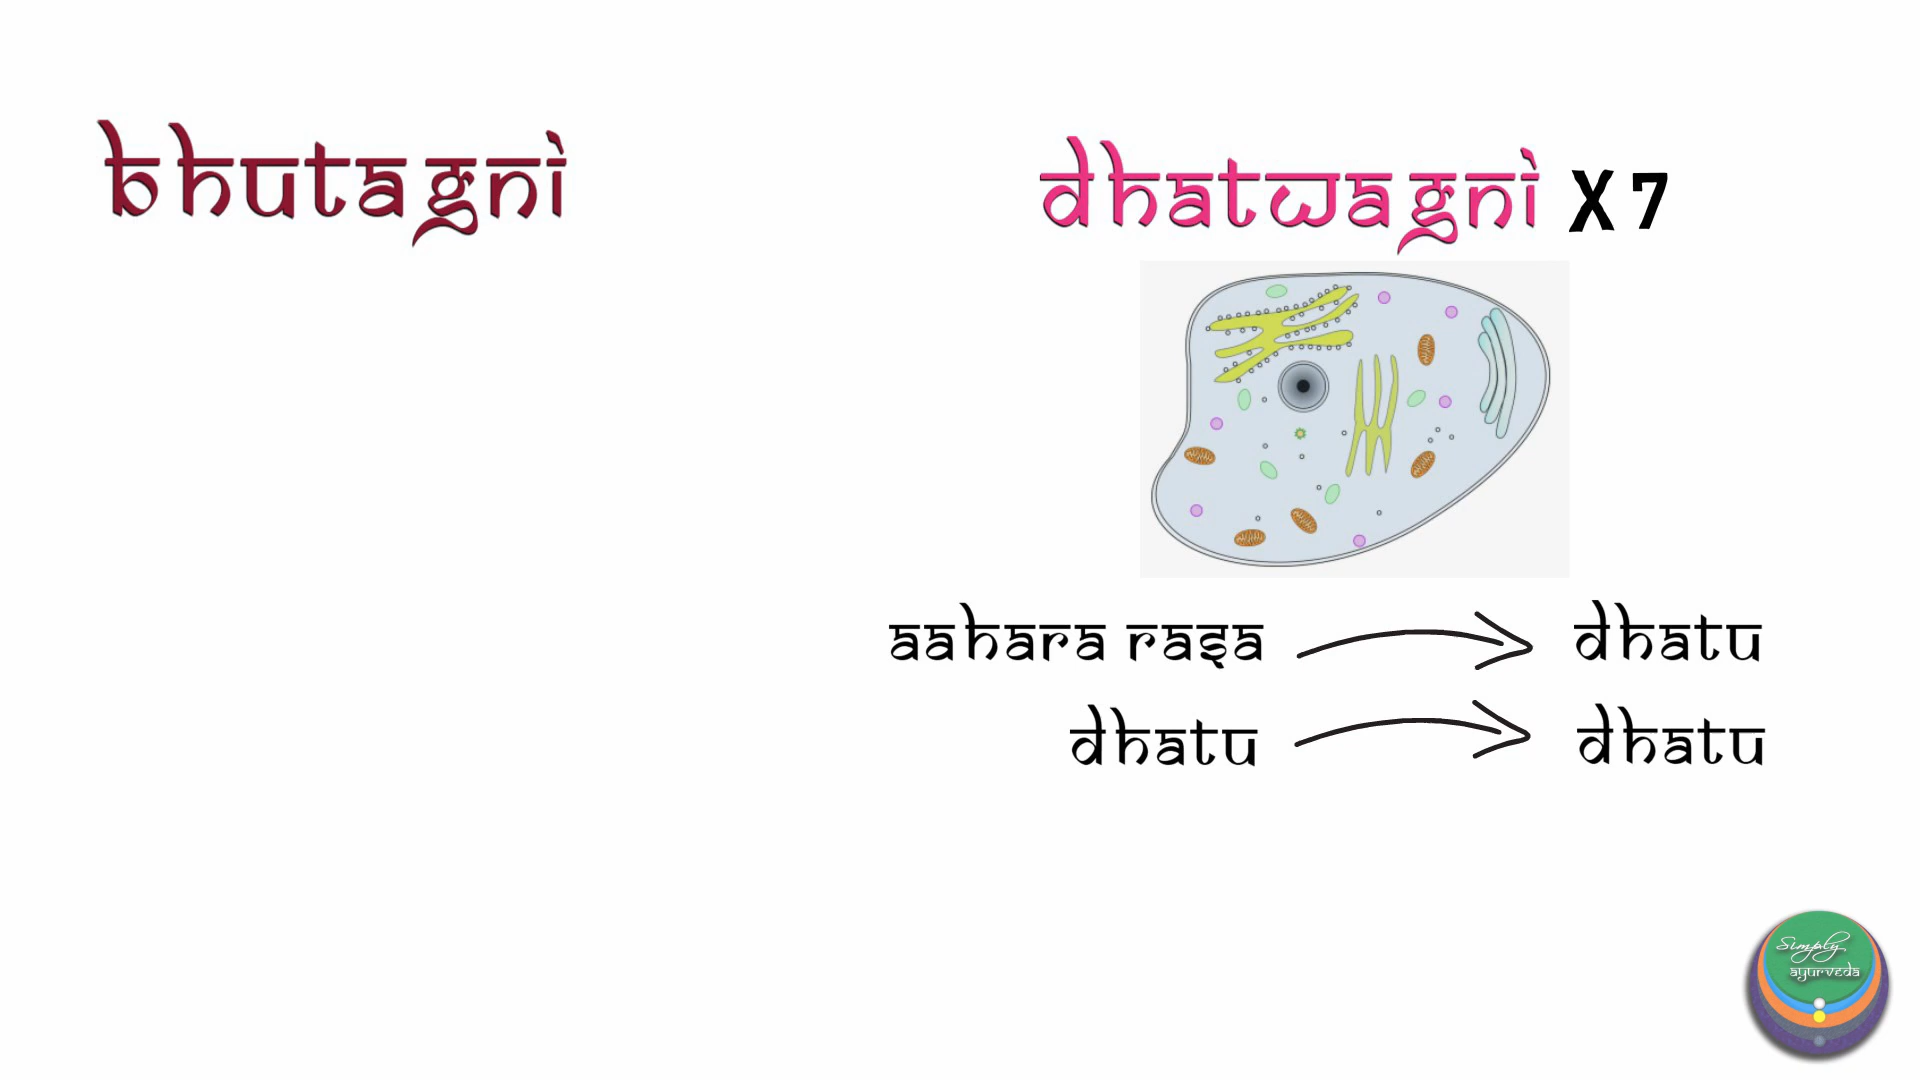 bhutagni
dhatwagni X 7
aahara rasa
dhatu
dhatu
dhatu
Simply
ayurveda